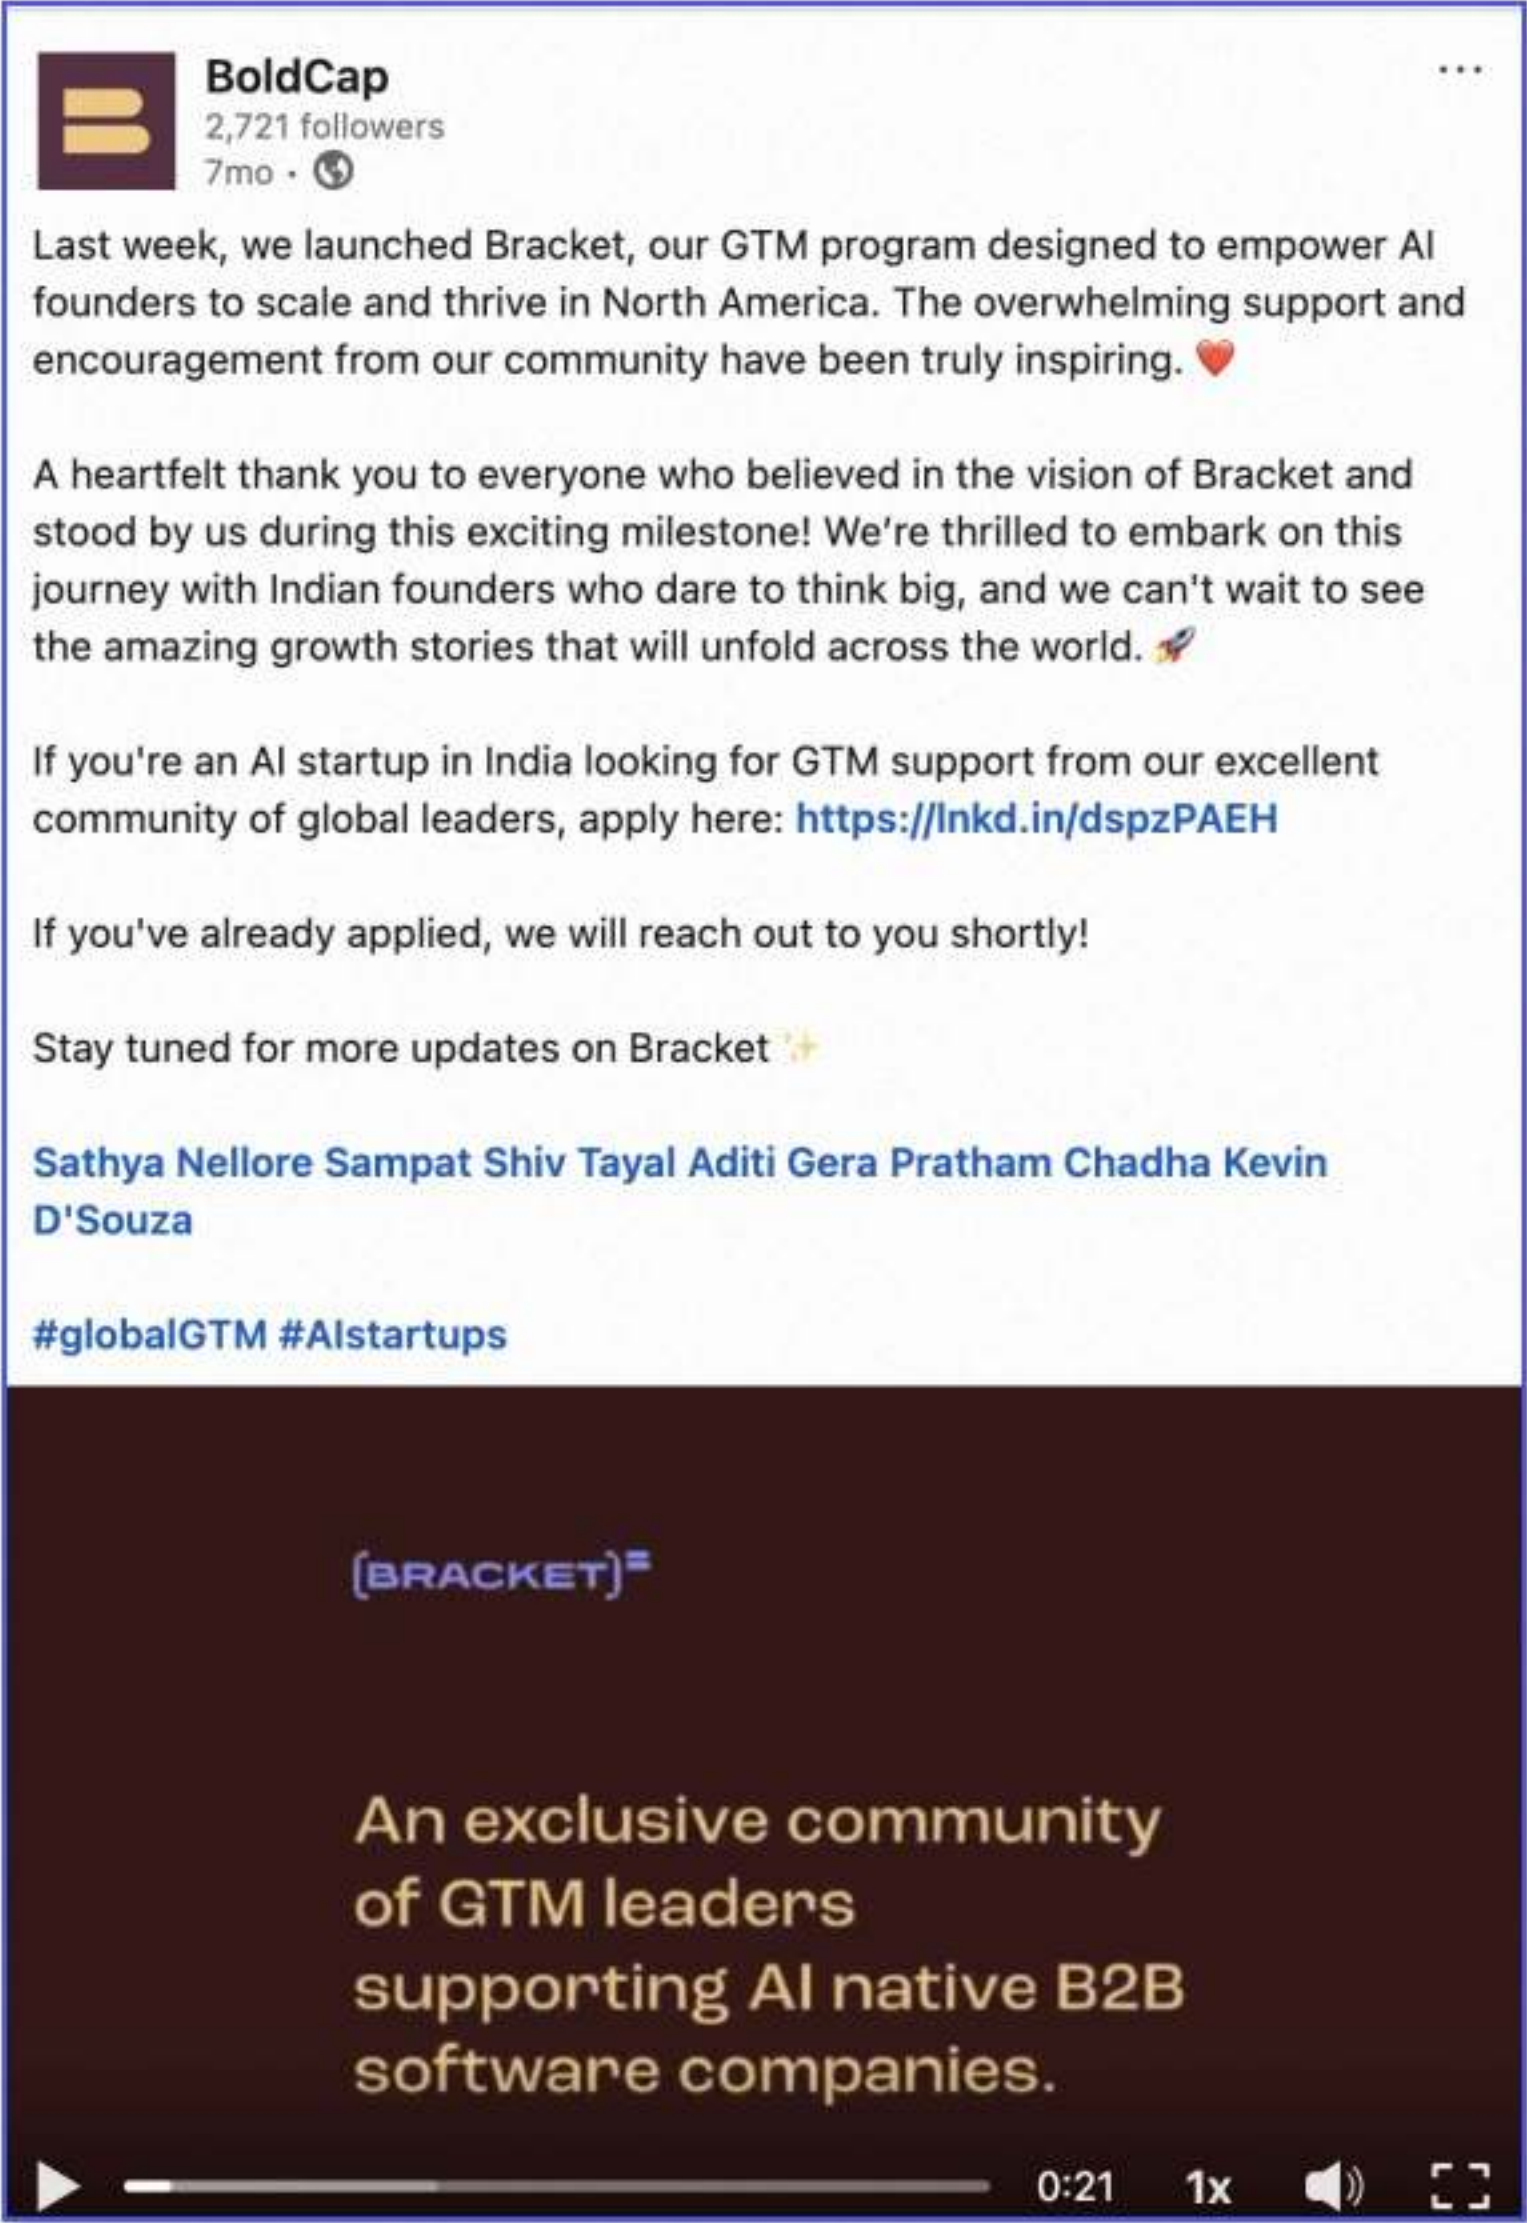 BoldCap
2,721 followers
7mo •
Last week, we launched Bracket, our GTM program designed to empower AI
founders to scale and thrive in North America. The overwhelming support and
encouragement from our community have been truly inspiring. ❤️
A heartfelt thank you to everyone who believed in the vision of Bracket and
stood by us during this exciting milestone! We’re thrilled to embark on this
journey with Indian founders who dare to think big, and we can't wait to see
the amazing growth stories that will unfold across the world. 🚀
If you're an AI startup in India looking for GTM support from our excellent
community of global leaders, apply here: https://lnkd.in/dspzPAEH
If you've already applied, we will reach out to you shortly!
Stay tuned for more updates on Bracket ✨
Sathya Nellore Sampat Shiv Tayal Aditi Gera Pratham Chadha Kevin
D'Souza
#globalGTM #AIstartups
(BRACKET)=
An exclusive community
of GTM leaders
supporting AI native B2B
software companies.
0:21 1x